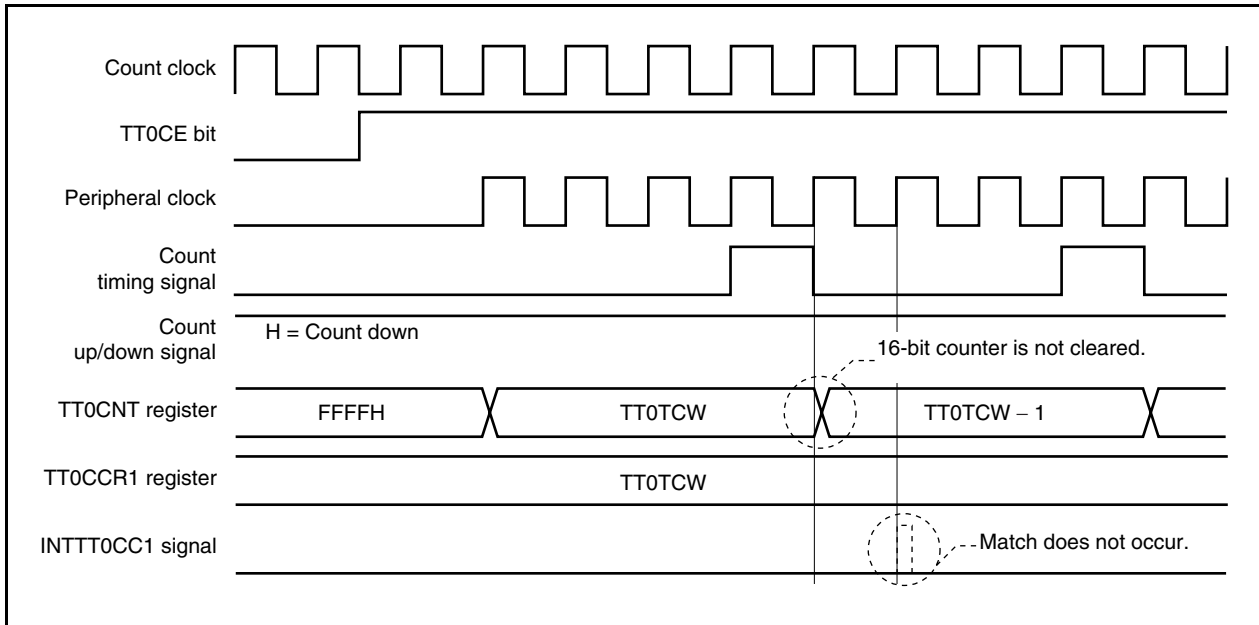 Count clock
TT0CE bit
Peripheral clock
Count
timing signal
Count
up/down signal
H = Count down
16-bit counter is not cleared.
TT0CNT register
FFFFH
TT0TCW
TT0TCW − 1
TT0CCR1 register
TT0TCW
INTTT0CC1 signal
Match does not occur.